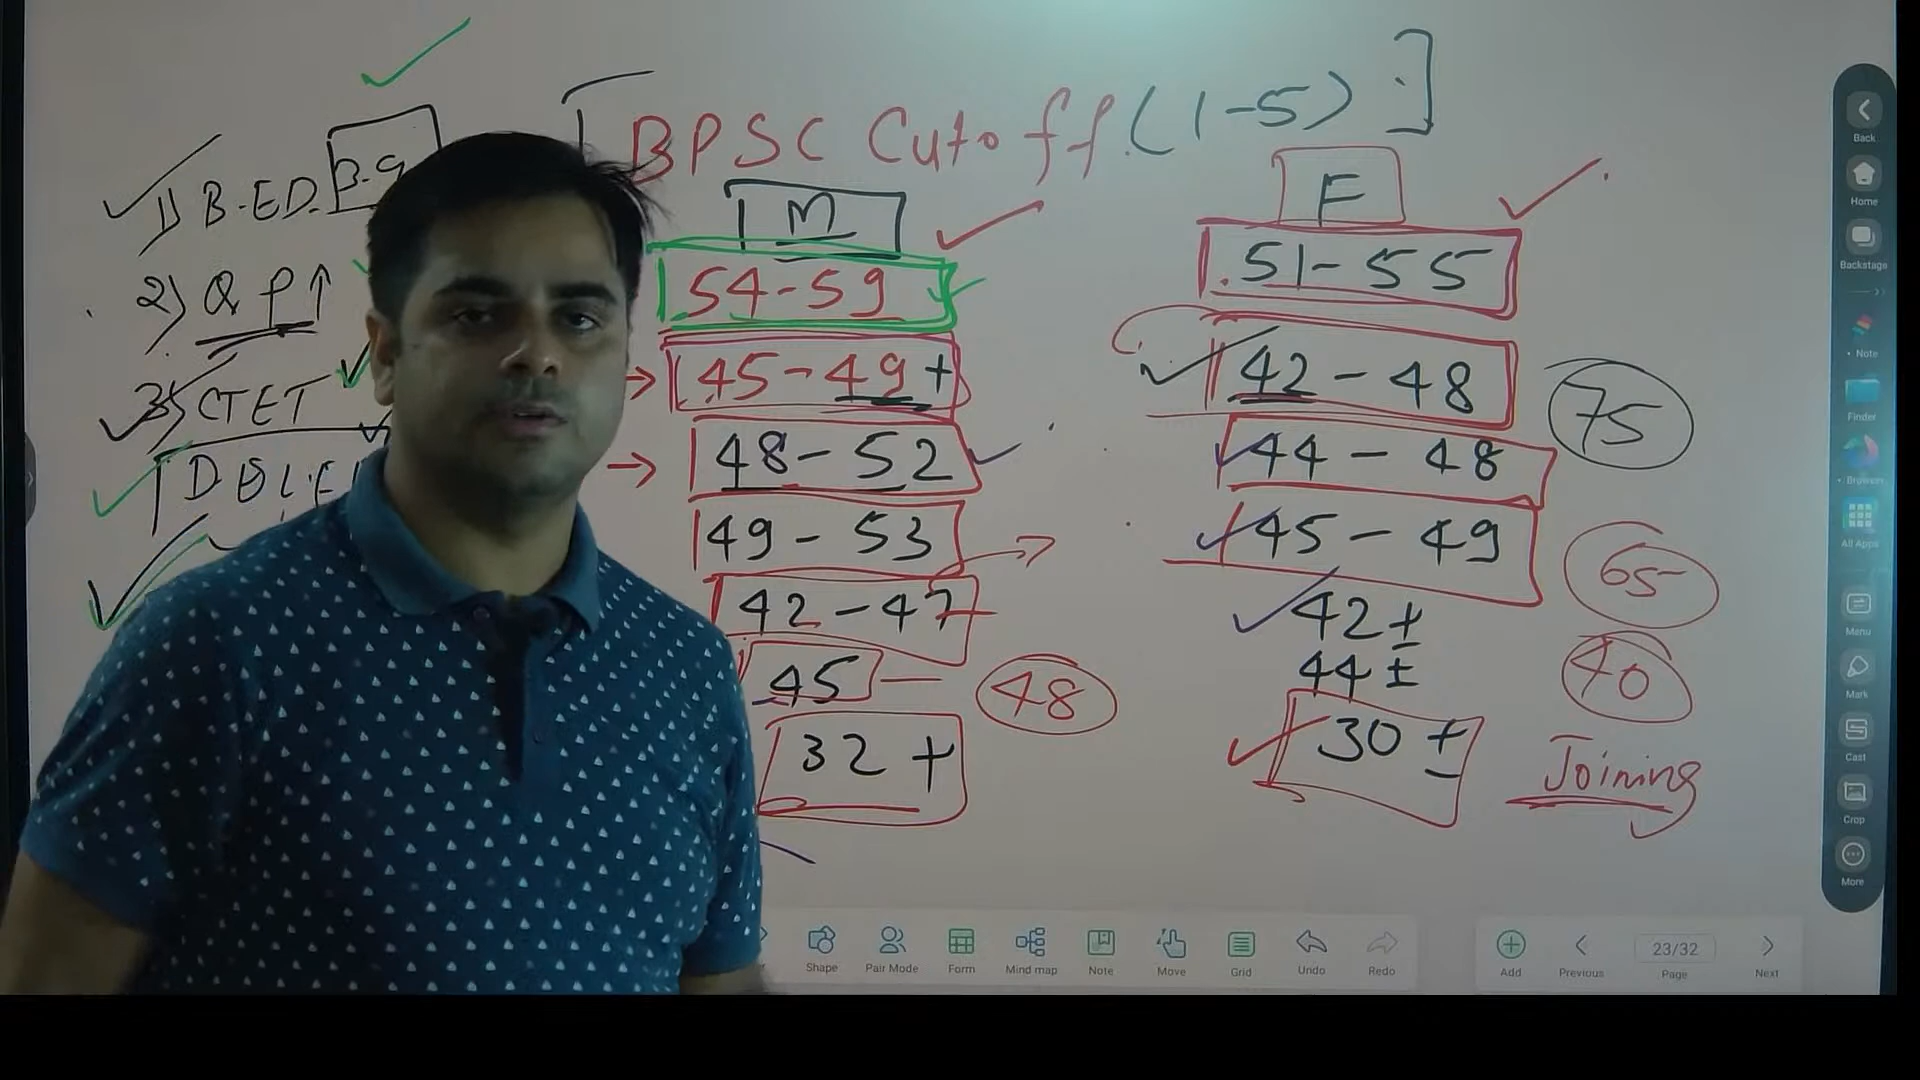 BPSC Cutoff (1-5)
1) B.ED.
2) Q P↑
3) CTET
M
54-59
45-49+
48-52
49-53
42-47
45 — 48
32+
F
51-55
42-48
44-48
45-49
42±
44±
30±
75
65
40
Joining
Back
Home
Backstage
Note
Finder
Browser
All Apps
Menu
Mark
Cast
Crop
More
Shape
Pair Mode
Form
Mind map
Note
Move
Grid
Undo
Redo
Add
Previous
23/32
Page
Next